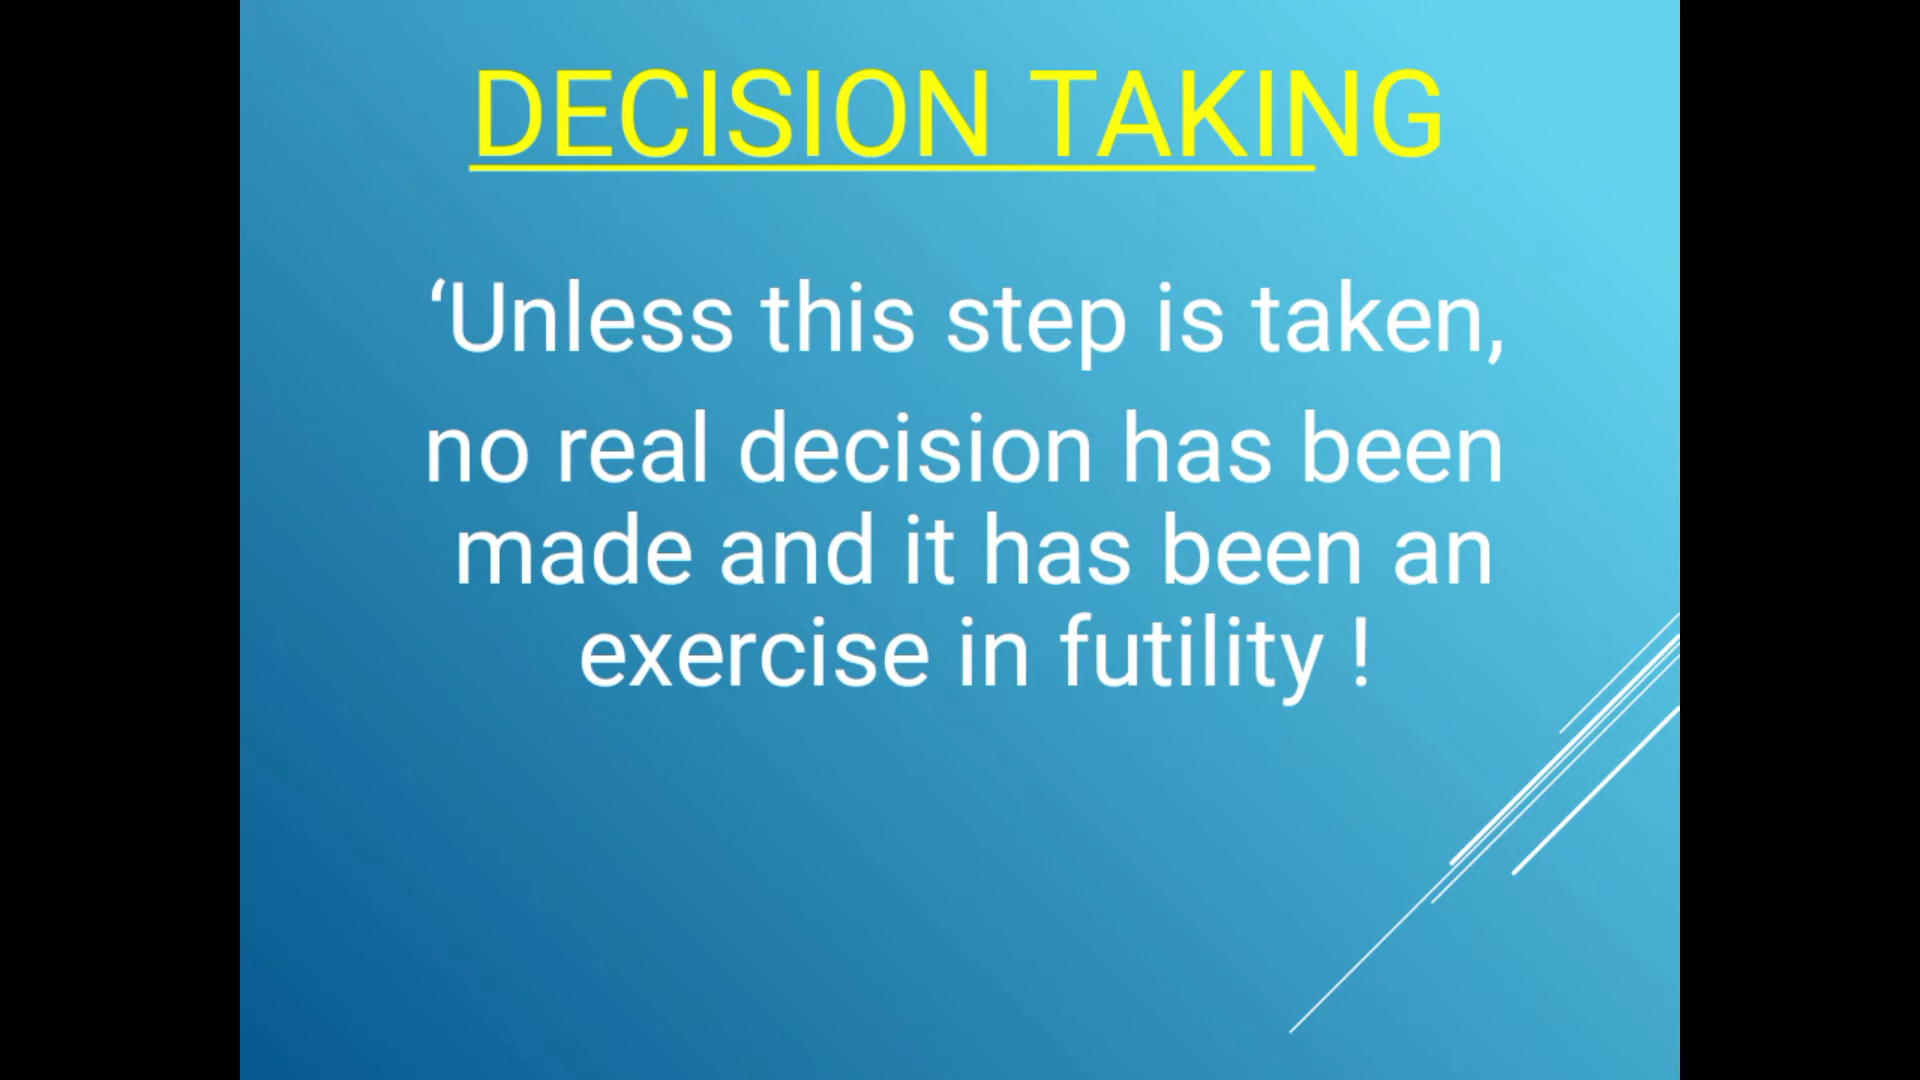 DECISION TAKING
‘Unless this step is taken,
no real decision has been
made and it has been an
exercise in futility !